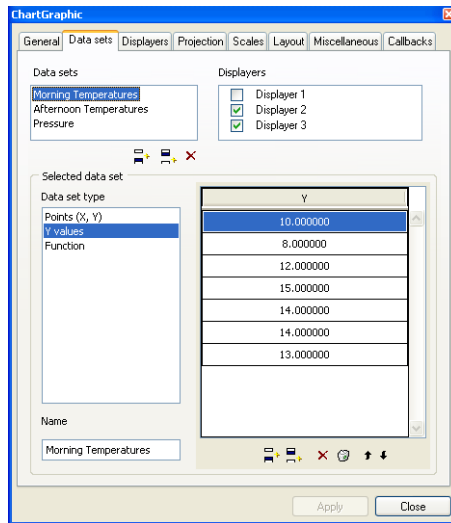 ChartGraphic
General Data sets Displayers Projection Scales Layout Miscellaneous Callbacks
Data sets
Morning Temperatures
Afternoon Temperatures
Pressure
Displayers
Displayer 1
Displayer 2
Displayer 3
Selected data set
Data set type
Points (X, Y)
Y values
Function
Y
10.000000
8.000000
12.000000
15.000000
14.000000
14.000000
13.000000
Name
Morning Temperatures
Apply Close